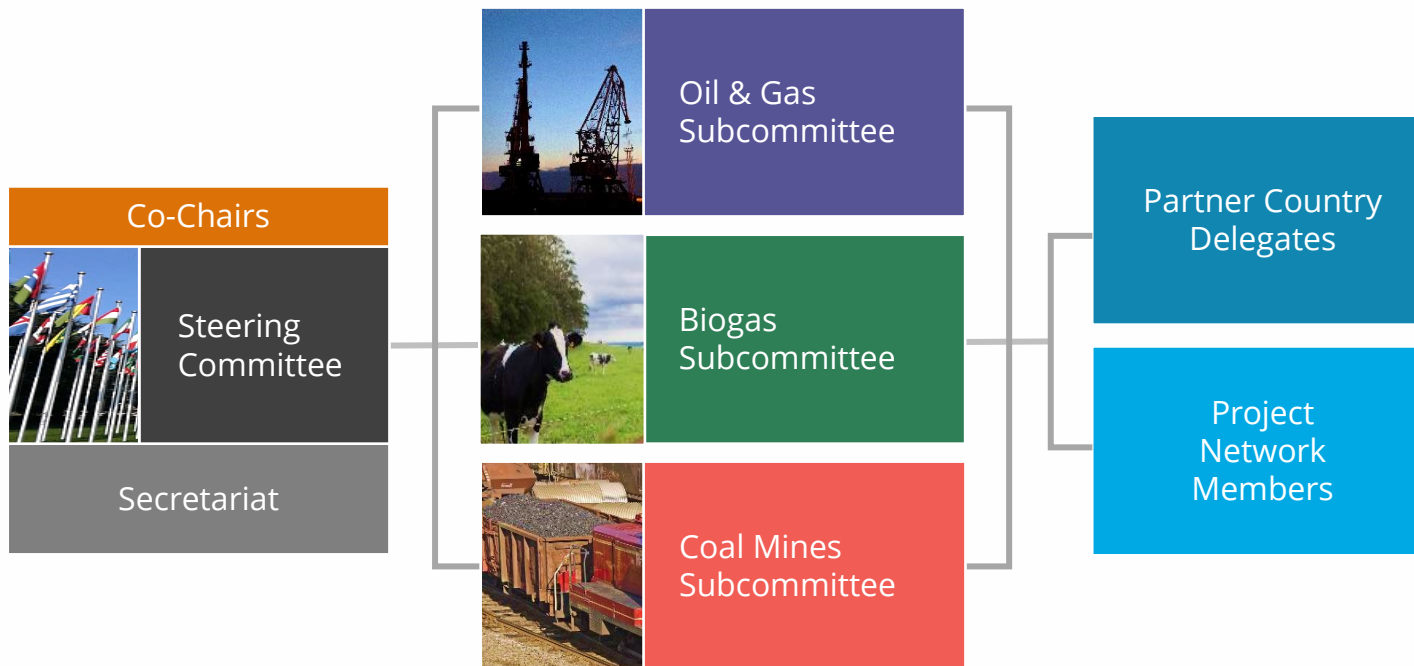 Co-Chairs
Steering
Committee
Secretariat
Oil & Gas
Subcommittee
Biogas
Subcommittee
Coal Mines
Subcommittee
Partner Country
Delegates
Project
Network
Members